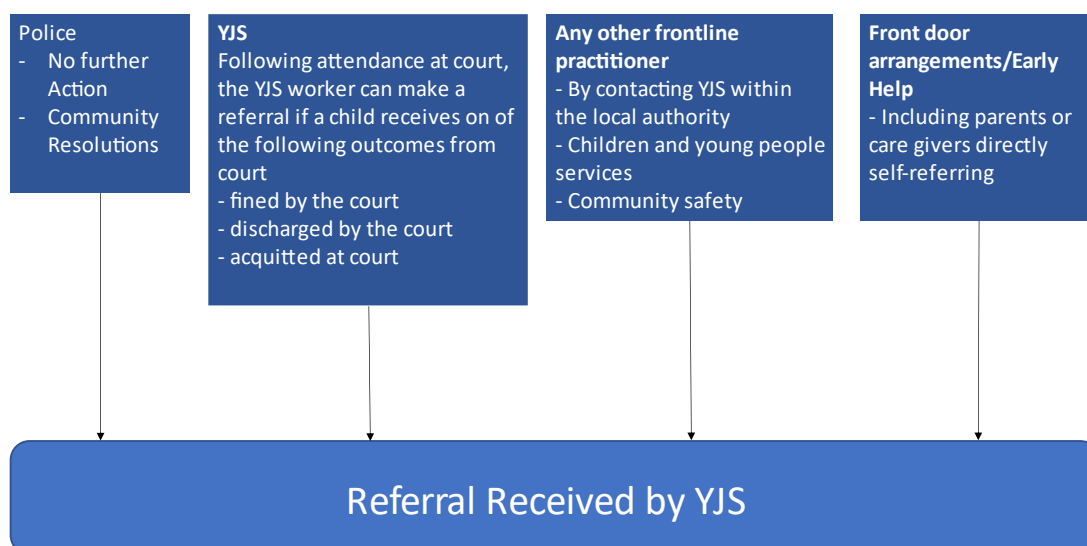 Police
- No further
Action
- Community
Resolutions
YJS
Following attendance at court,
the YJS worker can make a
referral if a child receives on of
the following outcomes from
court
- fined by the court
- discharged by the court
- acquitted at court
Any other frontline
practitioner
- By contacting YJS within
the local authority
- Children and young people
services
- Community safety
Front door
arrangements/Early
Help
- Including parents or
care givers directly
self-referring
Referral Received by YJS